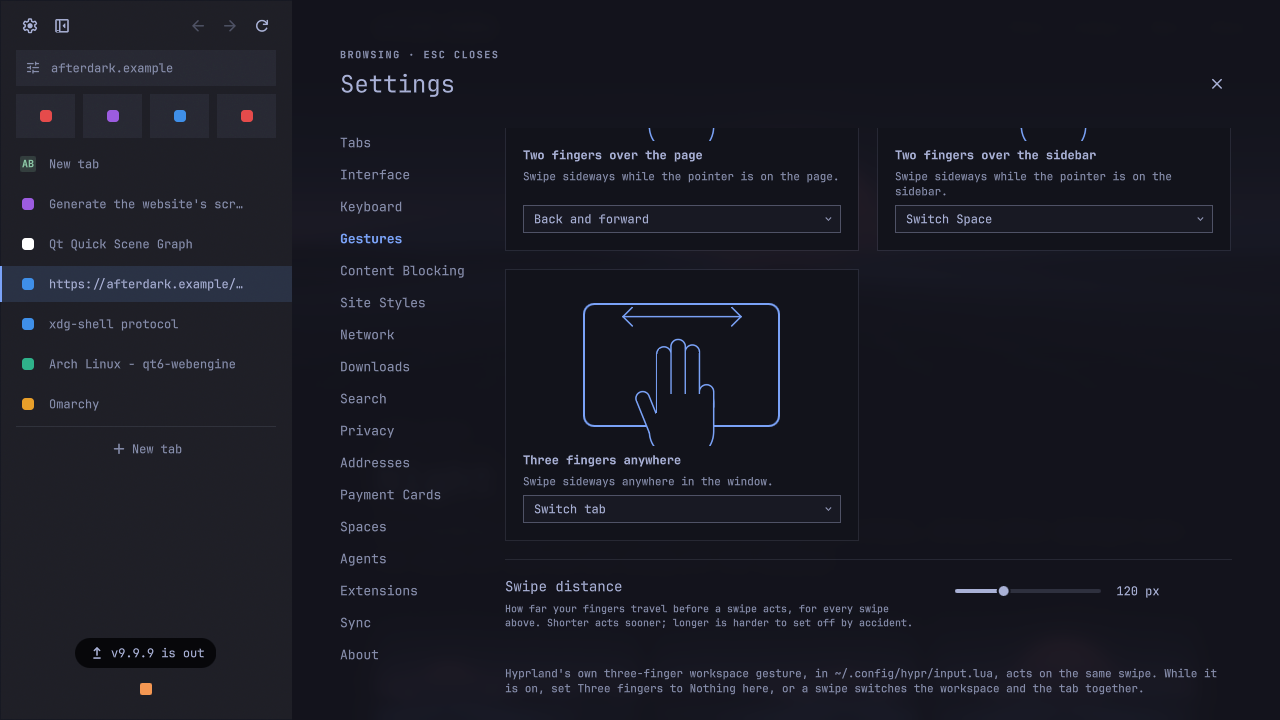 afterdark.example
AB New tab
Generate the website's scr…
Qt Quick Scene Graph
https://afterdark.example/…
xdg-shell protocol
Arch Linux - qt6-webengine
Omarchy
+ New tab
v9.9.9 is out
BROWSING · ESC CLOSES
Settings
Tabs
Interface
Keyboard
Gestures
Content Blocking
Site Styles
Network
Downloads
Search
Privacy
Addresses
Payment Cards
Spaces
Agents
Extensions
Sync
About
Two fingers over the page
Swipe sideways while the pointer is on the page.
Back and forward
Two fingers over the sidebar
Swipe sideways while the pointer is on the
sidebar.
Switch Space
Three fingers anywhere
Swipe sideways anywhere in the window.
Switch tab
Swipe distance
How far your fingers travel before a swipe acts, for every swipe
above. Shorter acts sooner; longer is harder to set off by accident.
120 px
Hyprland's own three-finger workspace gesture, in ~/.config/hypr/input.lua, acts on the same swipe. While it
is on, set Three fingers to Nothing here, or a swipe switches the workspace and the tab together.